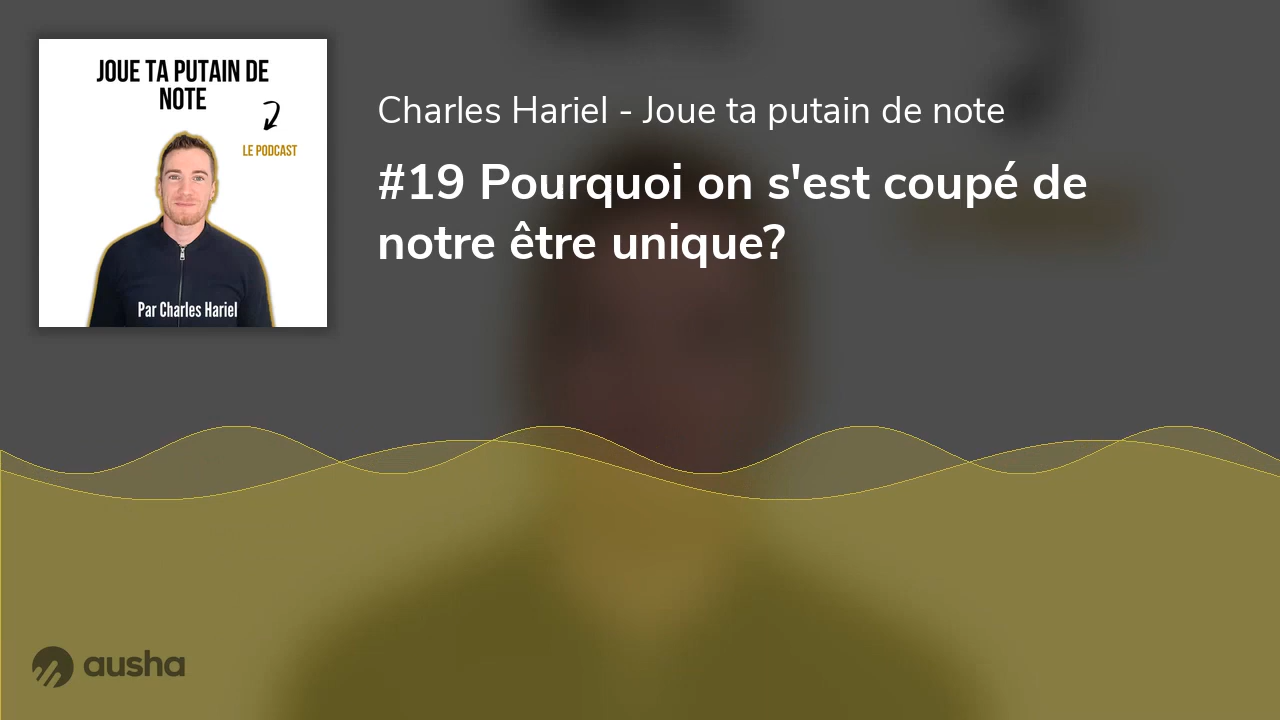 JOUE TA PUTAIN DE
NOTE
LE PODCAST
Par Charles Hariel
Charles Hariel - Joue ta putain de note
#19 Pourquoi on s'est coupé de
notre être unique?
ausha